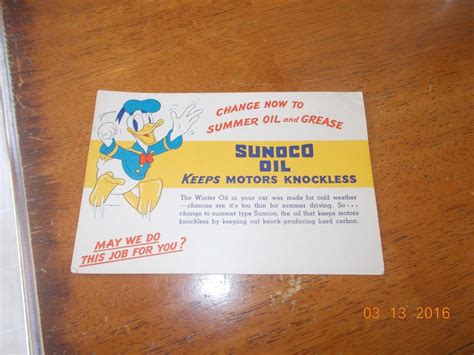 CHANGE NOW TO
SUMMER OIL and GREASE
SUNOCO
OIL
KEEPS MOTORS KNOCKLESS
The Winter Oil in your car was made for cold weather
—chances are it's too thin for summer driving. So...
change to summer type Sunoco, the oil that keeps motors
knockless by keeping out knock-producing hard carbon.
MAY WE DO
THIS JOB FOR YOU?
03.13.2016